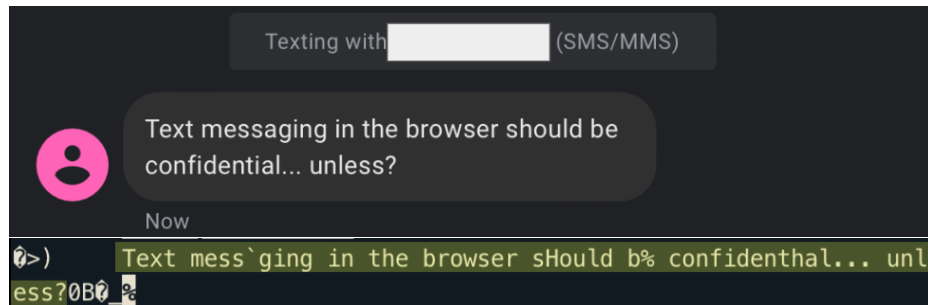 Texting with (SMS/MMS)
Text messaging in the browser should be
confidential... unless?
Now
�>) Text mess`ging in the browser sHould b% confidenthal... unl
ess?0B�_%